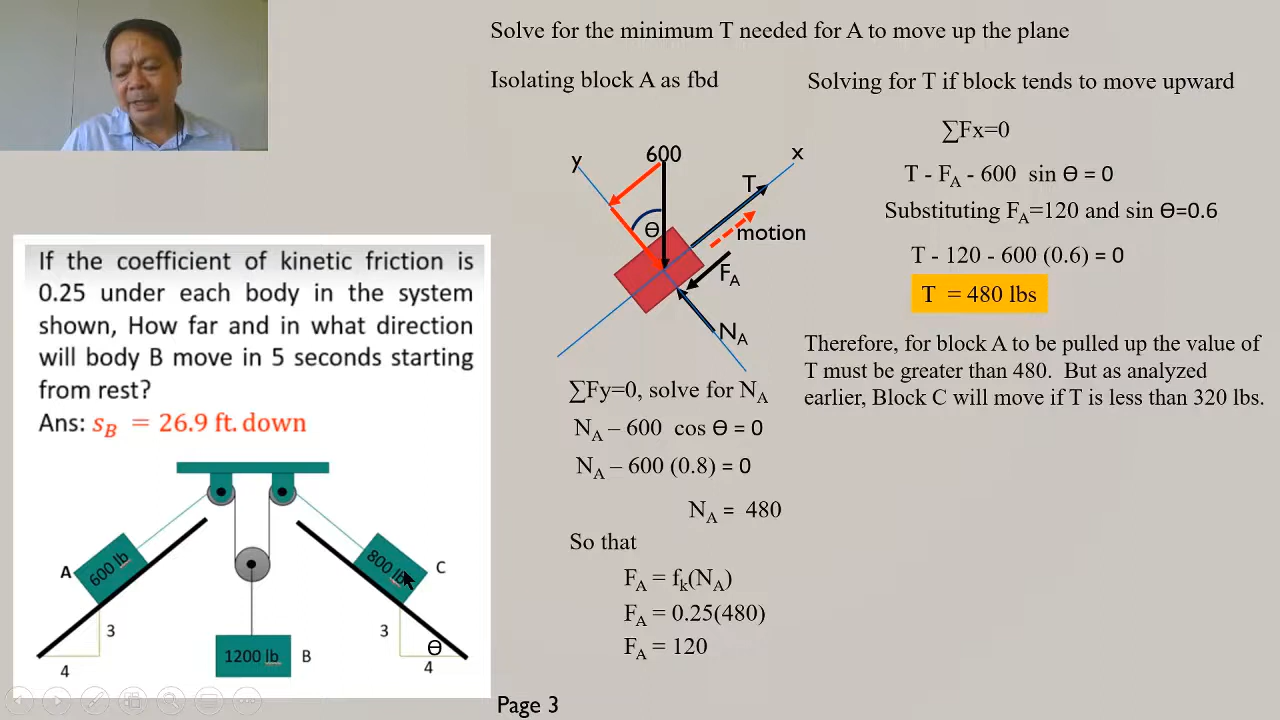 Solve for the minimum T needed for A to move up the plane
Isolating block A as fbd
600
y
x
T
Ɵ
motion
F_A
N_A
∑Fy=0, solve for N_A
N_A – 600 cos Ɵ = 0
N_A – 600 (0.8) = 0
N_A = 480
So that
F_A = f_k(N_A)
F_A = 0.25(480)
F_A = 120
Solving for T if block tends to move upward
∑Fx=0
T - F_A - 600 sin Ɵ = 0
Substituting F_A=120 and sin Ɵ=0.6
T - 120 - 600 (0.6) = 0
T = 480 lbs
Therefore, for block A to be pulled up the value of
T must be greater than 480. But as analyzed
earlier, Block C will move if T is less than 320 lbs.
If the coefficient of kinetic friction is
0.25 under each body in the system
shown, How far and in what direction
will body B move in 5 seconds starting
from rest?
Ans: s_B = 26.9 ft. down
A
600 lb
800 lb
C
3
4
1200 lb
B
3
Ɵ
4
Page 3